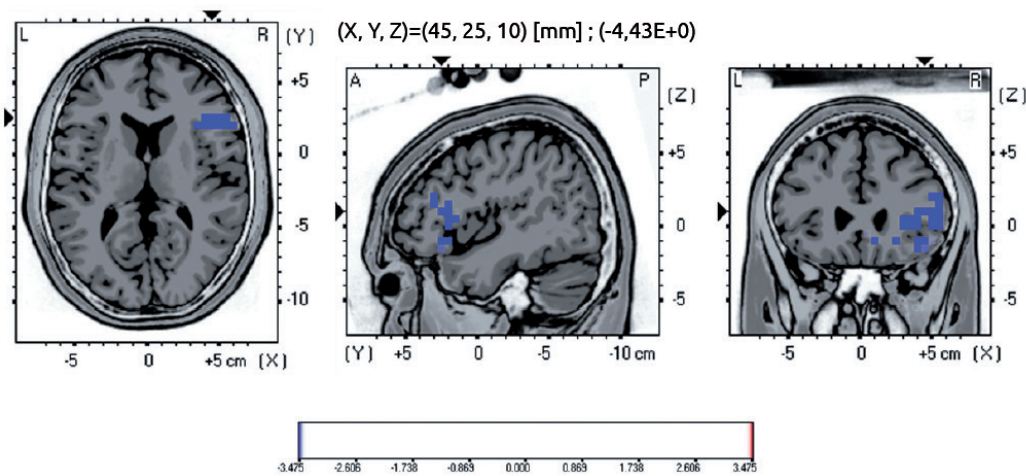 (X, Y, Z)=(45, 25, 10) [mm] ; (-4,43E+0)
L R (Y)
+5
0
-5
-10
-5 0 +5 cm (X)
A P (Z)
+5
0
-5
(Y) +5 0 -5 -10 cm
L R (Z)
+5
0
-5
-5 0 +5 cm (X)
-3.475 -2.606 -1.738 -0.869 0.000 0.869 1.738 2.606 3.475